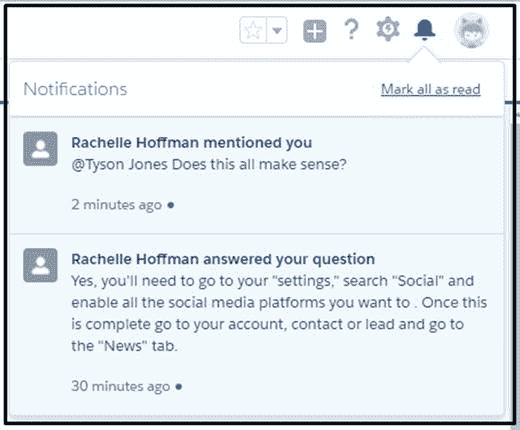 Notifications
Mark all as read
Rachelle Hoffman mentioned you
@Tyson Jones Does this all make sense?
2 minutes ago
Rachelle Hoffman answered your question
Yes, you'll need to go to your "settings," search "Social" and
enable all the social media platforms you want to . Once this
is complete go to your account, contact or lead and go to
the "News" tab.
30 minutes ago